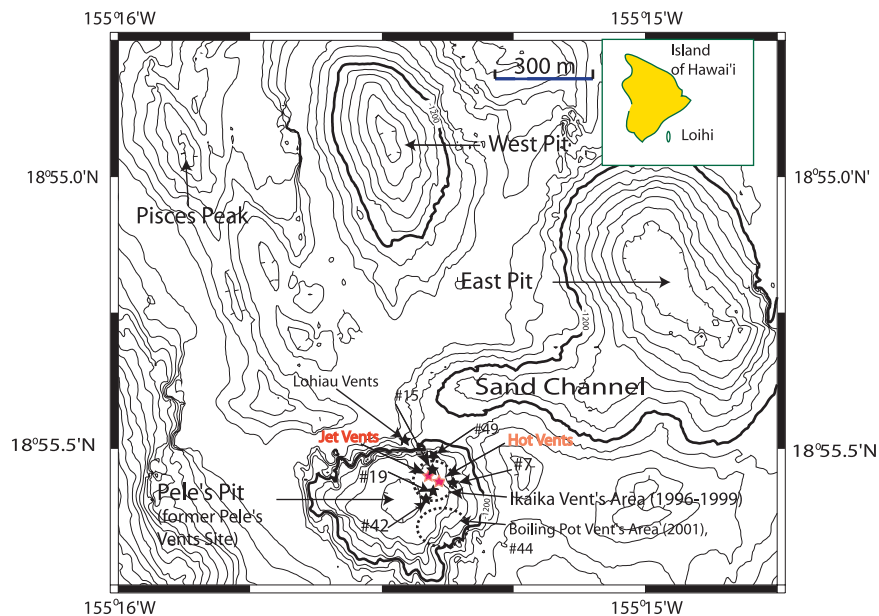 155°16'W
155°15'W
300 m
Island
of Hawai'i
Loihi
1200
West Pit
18°55.0'N
18°55.0'N
Pisces Peak
East Pit
1200
Lohiau Vents
#15
Sand Channel
#49
Jet Vents
Hot Vents
18°55.5'N
18°55.5'N
#19
#7
Pele's Pit
(former Pele's
Vents Site)
Ikaika Vent's Area (1996-1999)
1200
#42
Boiling Pot Vent's Area (2001),
#44
1200
155°16'W
155°15'W